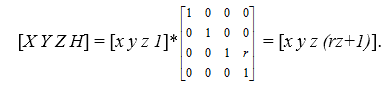 [X Y Z H] = [x y z 1]* [1 0 0 0
0 1 0 0
0 0 1 r
0 0 0 1] = [x y z (rz+1)].